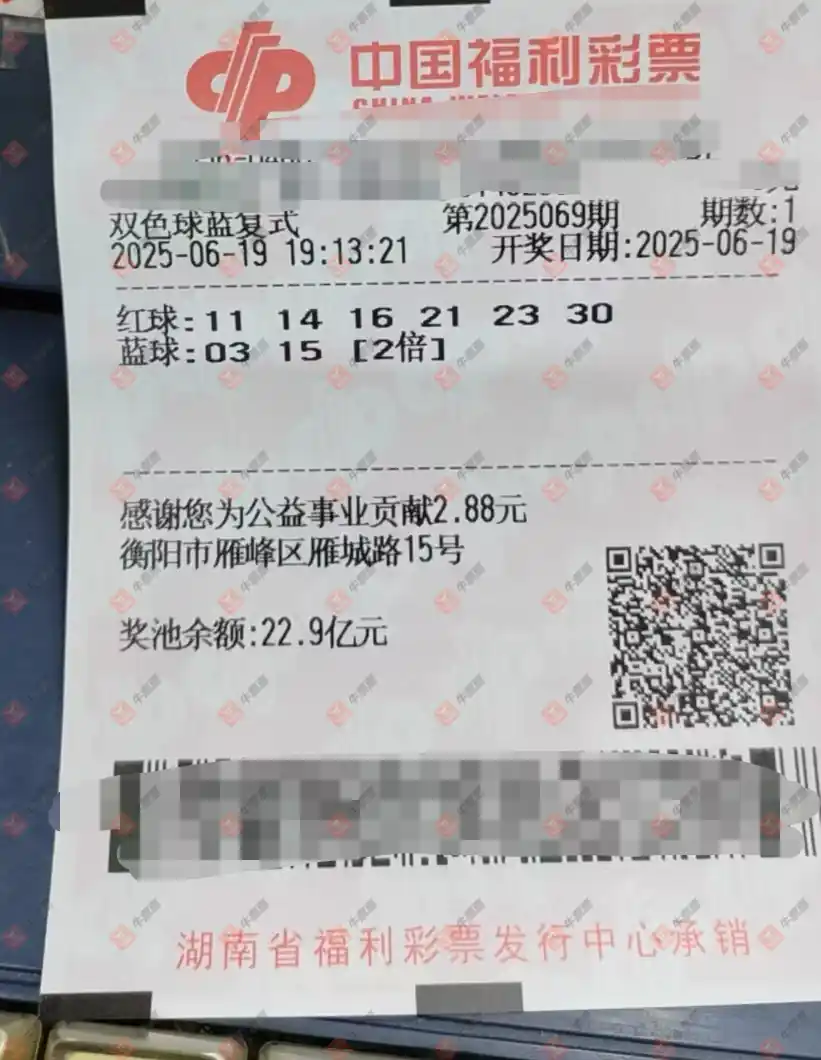 中国福利彩票
双色球蓝复式 第2025069期 期数:1
2025-06-19 19:13:21 开奖日期:2025-06-19
红球:11 14 16 21 23 30
蓝球:03 15 [2倍]
感谢您为公益事业贡献2.88元
衡阳市雁峰区雁城路15号
奖池余额:22.9亿元
湖南省福利彩票发行中心承销